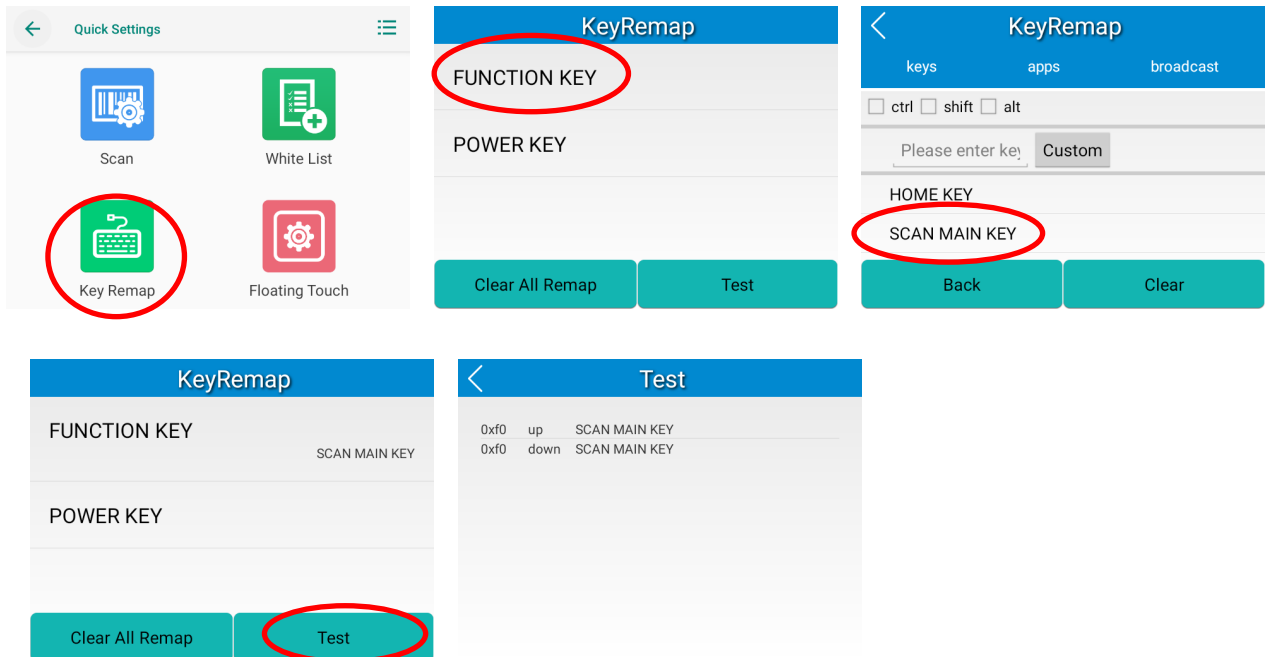 Quick Settings
Scan
White List
Key Remap
Floating Touch
KeyRemap
FUNCTION KEY
POWER KEY
Clear All Remap
Test
KeyRemap
keys apps broadcast
ctrl shift alt
Please enter key Custom
HOME KEY
SCAN MAIN KEY
Back
Clear
KeyRemap
FUNCTION KEY
SCAN MAIN KEY
POWER KEY
Clear All Remap
Test
Test
0xf0 up SCAN MAIN KEY
0xf0 down SCAN MAIN KEY